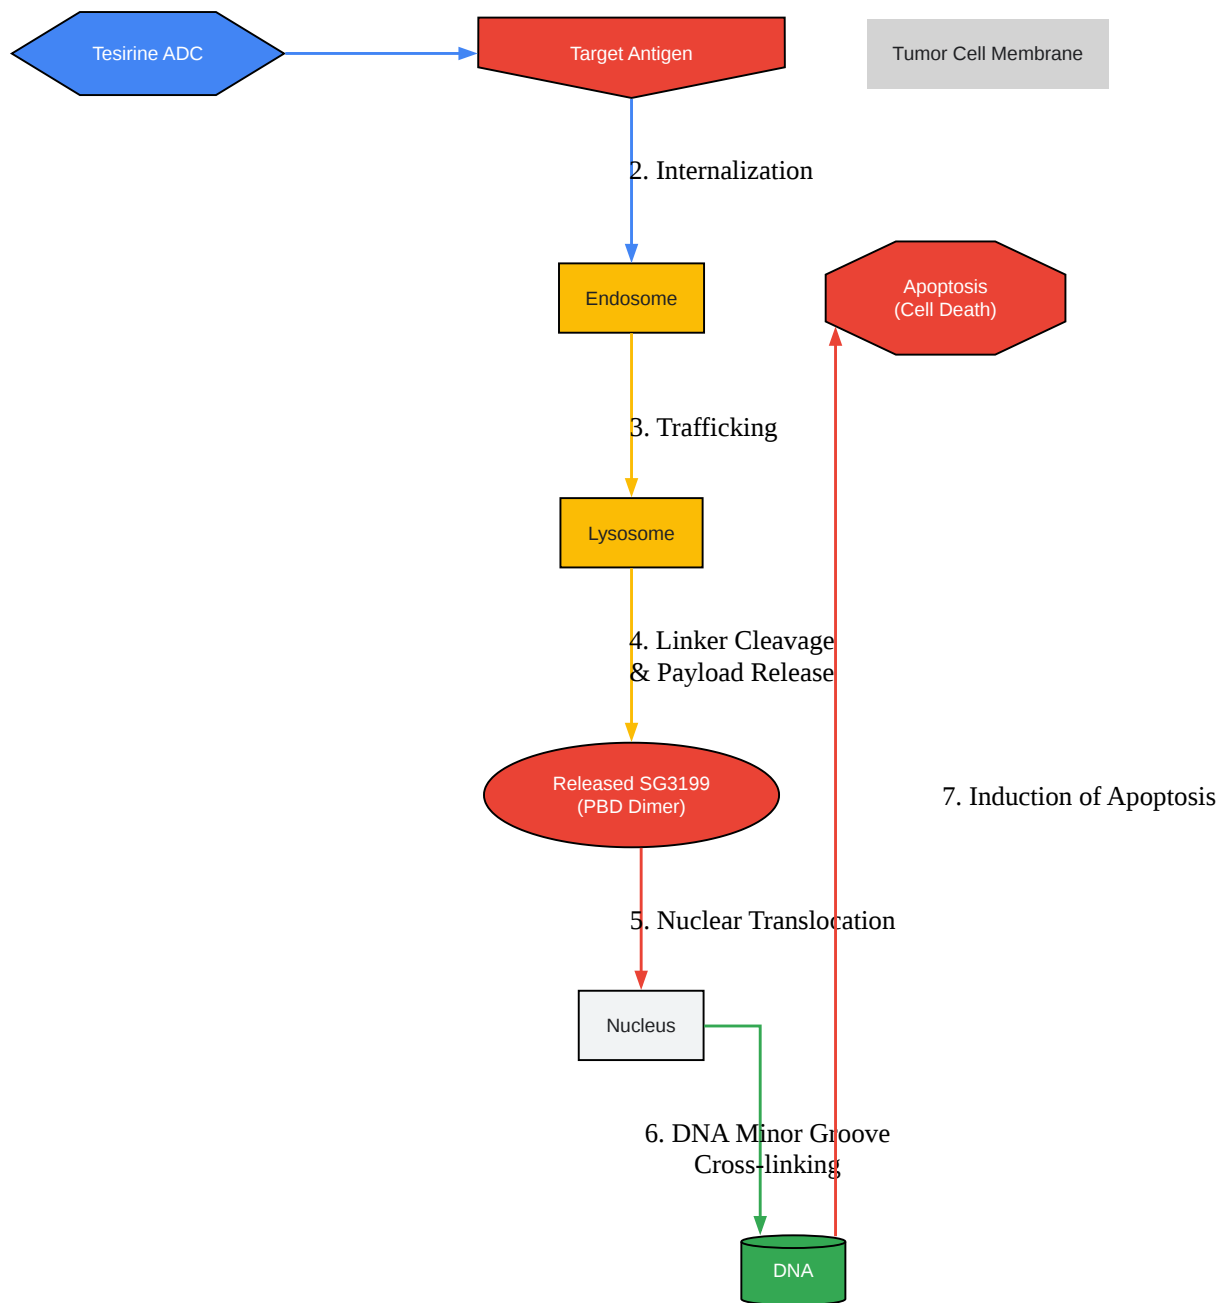 Tesirine ADC
Target Antigen
Tumor Cell Membrane
2. Internalization
Endosome
Apoptosis
(Cell Death)
3. Trafficking
Lysosome
4. Linker Cleavage
& Payload Release
Released SG3199
(PBD Dimer)
7. Induction of Apoptosis
5. Nuclear Translocation
Nucleus
6. DNA Minor Groove
Cross-linking
DNA